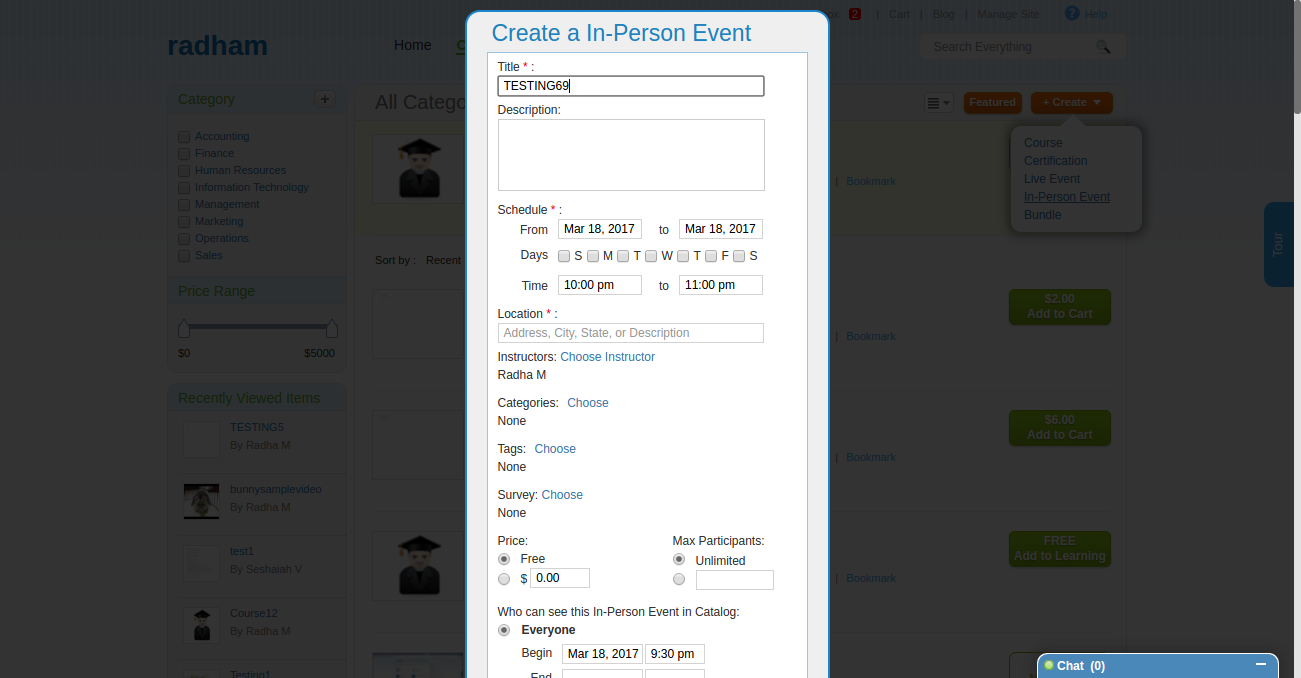 box 2 | Cart | Blog | Manage Site ? Help
radham
Home
Search Everything
Create a In-Person Event
Category +
All Catego
Featured
+ Create
Accounting
Finance
Human Resources
Information Technology
Management
Marketing
Operations
Sales
Price Range
$0 $5000
Recently Viewed Items
TESTING5
By Radha M
bunnysamplevideo
By Radha M
test1
By Seshaiah V
Course12
By Radha M
Testing1
Sort by : Recent
Title * :
TESTING69
Description:
Schedule * :
From Mar 18, 2017 to Mar 18, 2017
Days S M T W T F S
Time 10:00 pm to 11:00 pm
Location * :
Address, City, State, or Description
Instructors: Choose Instructor
Radha M
Categories: Choose
None
Tags: Choose
None
Survey: Choose
None
Price: Max Participants:
Free Unlimited
$ 0.00
Who can see this In-Person Event in Catalog:
Everyone
Begin Mar 18, 2017 9:30 pm
End
Course
Certification
Live Event
In-Person Event
Bundle
| Bookmark
Tour
$2.00
Add to Cart
| Bookmark
$6.00
Add to Cart
| Bookmark
FREE
Add to Learning
| Bookmark
Chat (0)